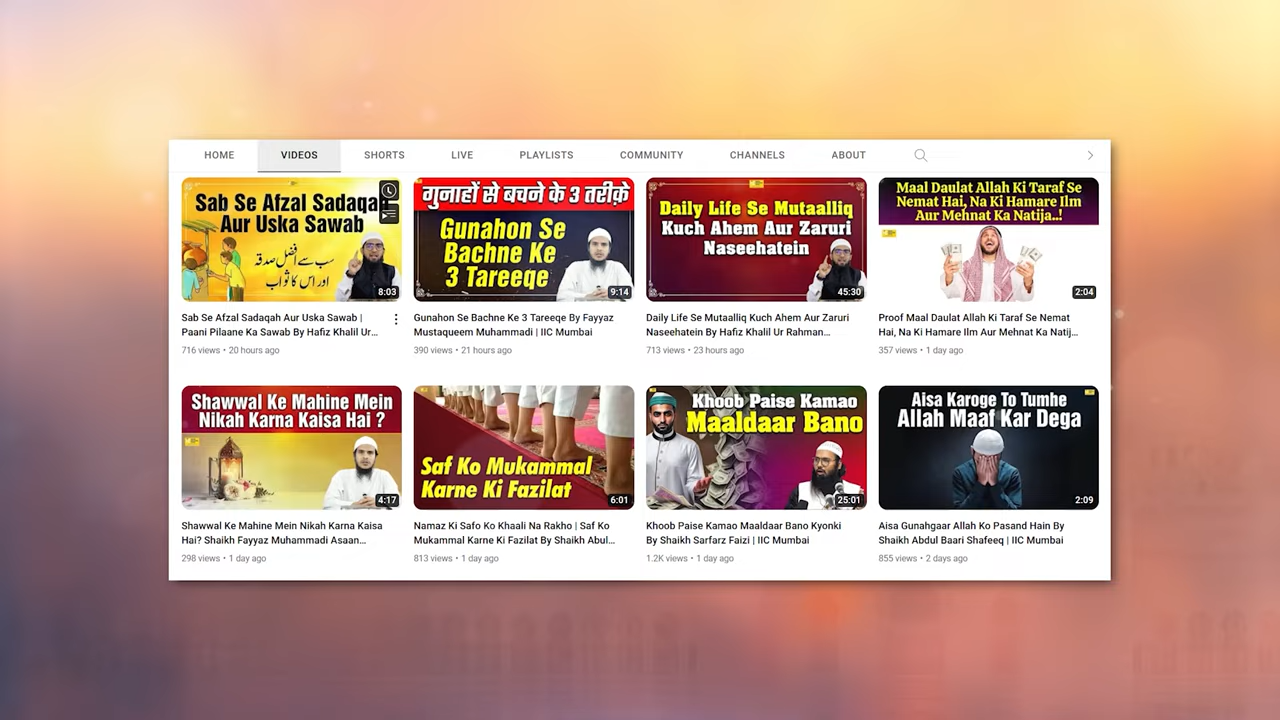 HOME VIDEOS SHORTS LIVE PLAYLISTS COMMUNITY CHANNELS ABOUT
Sab Se Afzal Sadaqah
Aur Uska Sawab
سب سے افضل صدقہ
اور اس کا ثواب
8:03
Sab Se Afzal Sadaqah Aur Uska Sawab |
Paani Pilaane Ka Sawab By Hafiz Khalil Ur...
716 views • 20 hours ago
गुनाहों से बचने के 3 तरीक़े
Gunahon Se
Bachne Ke
3 Tareeqe
9:14
Gunahon Se Bachne Ke 3 Tareeqe By Fayyaz
Mustaqueem Muhammadi | IIC Mumbai
390 views • 21 hours ago
Daily Life Se Mutaalliq
Kuch Ahem Aur Zaruri
Naseehatein
45:30
Daily Life Se Mutaalliq Kuch Ahem Aur Zaruri
Naseehatein By Hafiz Khalil Ur Rahman...
713 views • 23 hours ago
Maal Daulat Allah Ki Taraf Se
Nemat Hai, Na Ki Hamare Ilm
Aur Mehnat Ka Natija..!
2:04
Proof Maal Daulat Allah Ki Taraf Se Nemat
Hai, Na Ki Hamare Ilm Aur Mehnat Ka Natij...
357 views • 1 day ago
Shawwal Ke Mahine Mein
Nikah Karna Kaisa Hai ?
4:17
Shawwal Ke Mahine Mein Nikah Karna Kaisa
Hai? Shaikh Fayyaz Muhammadi Asaan...
298 views • 1 day ago
Saf Ko Mukammal
Karne Ki Fazilat
6:01
Namaz Ki Safo Ko Khaali Na Rakho | Saf Ko
Mukammal Karne Ki Fazilat By Shaikh Abul...
813 views • 1 day ago
Khoob Paise Kamao
Maaldaar Bano
25:01
Khoob Paise Kamao Maaldaar Bano Kyonki
By Shaikh Sarfarz Faizi | IIC Mumbai
1.2K views • 1 day ago
Aisa Karoge To Tumhe
Allah Maaf Kar Dega
2:09
Aisa Gunahgaar Allah Ko Pasand Hain By
Shaikh Abdul Baari Shafeeq | IIC Mumbai
855 views • 2 days ago